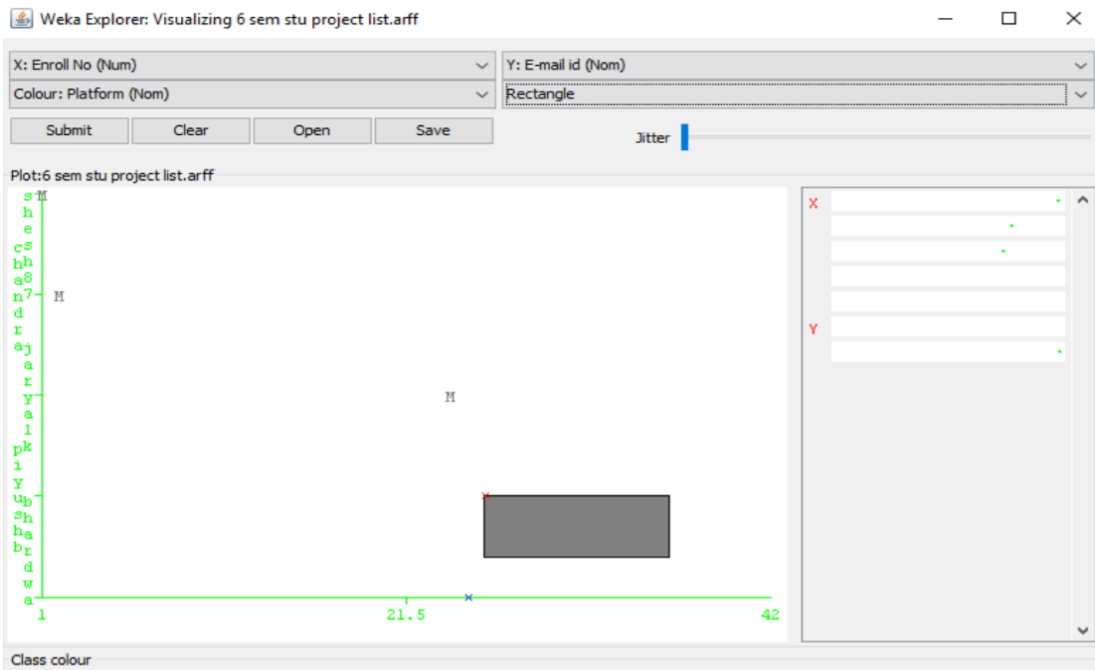 Weka Explorer: Visualizing 6 sem stu project list.arff
X: Enroll No (Num)
Y: E-mail id (Nom)
Colour: Platform (Nom)
Rectangle
Submit
Clear
Open
Save
Jitter
Plot:6 sem stu project list.arff
M
M
M
X
Y
1
21.5
42
Class colour